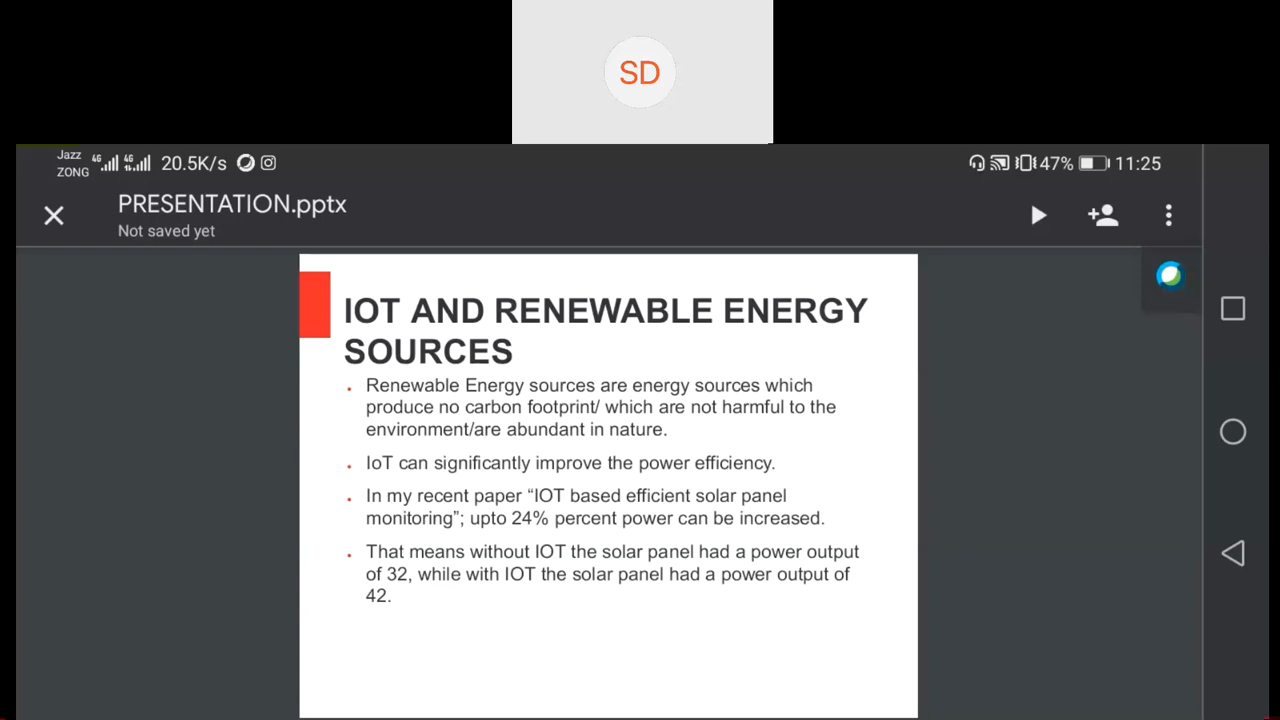 SD
Jazz
ZONG
4G 4G 20.5K/s 47% 11:25
PRESENTATION.pptx
Not saved yet
IOT AND RENEWABLE ENERGY
SOURCES
• Renewable Energy sources are energy sources which
produce no carbon footprint/ which are not harmful to the
environment/are abundant in nature.
• IoT can significantly improve the power efficiency.
• In my recent paper “IOT based efficient solar panel
monitoring”; upto 24% percent power can be increased.
• That means without IOT the solar panel had a power output
of 32, while with IOT the solar panel had a power output of
42.